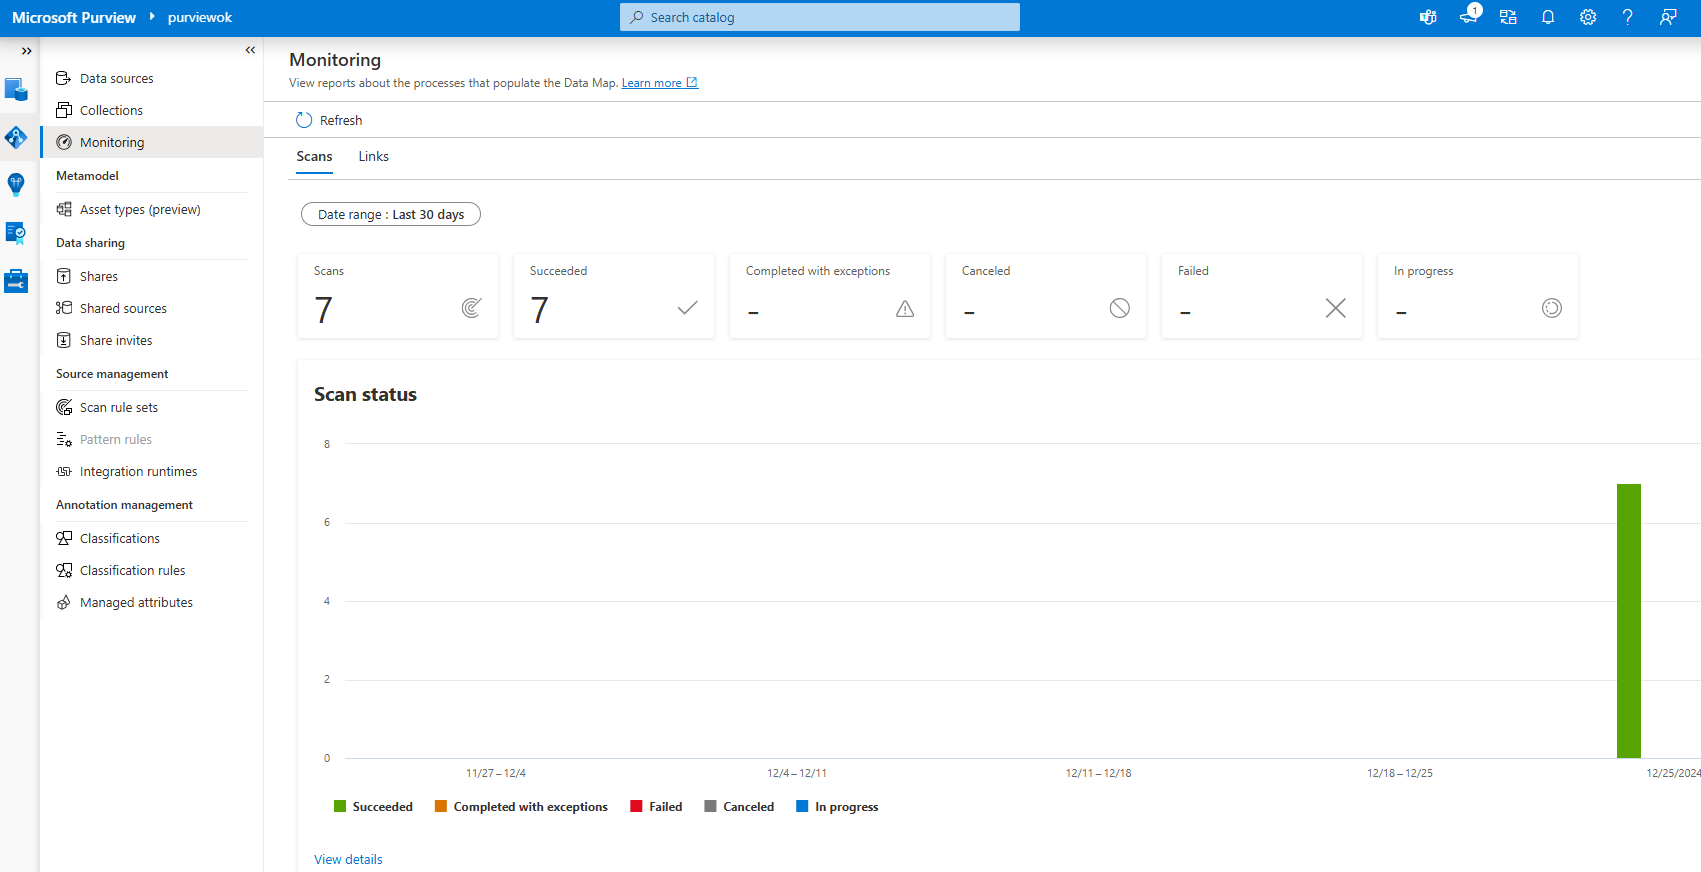 Microsoft Purview purviewok
Search catalog
1
Data sources
Collections
Monitoring
Metamodel
Asset types (preview)
Data sharing
Shares
Shared sources
Share invites
Source management
Scan rule sets
Pattern rules
Integration runtimes
Annotation management
Classifications
Classification rules
Managed attributes
Monitoring
View reports about the processes that populate the Data Map. Learn more
Refresh
Scans Links
Date range : Last 30 days
Scans Succeeded Completed with exceptions Canceled Failed In progress
7 7 - - - -
Scan status
8
6
4
2
0
11/27 – 12/4 12/4 – 12/11 12/11 – 12/18 12/18 – 12/25 12/25/2024
Succeeded Completed with exceptions Failed Canceled In progress
View details